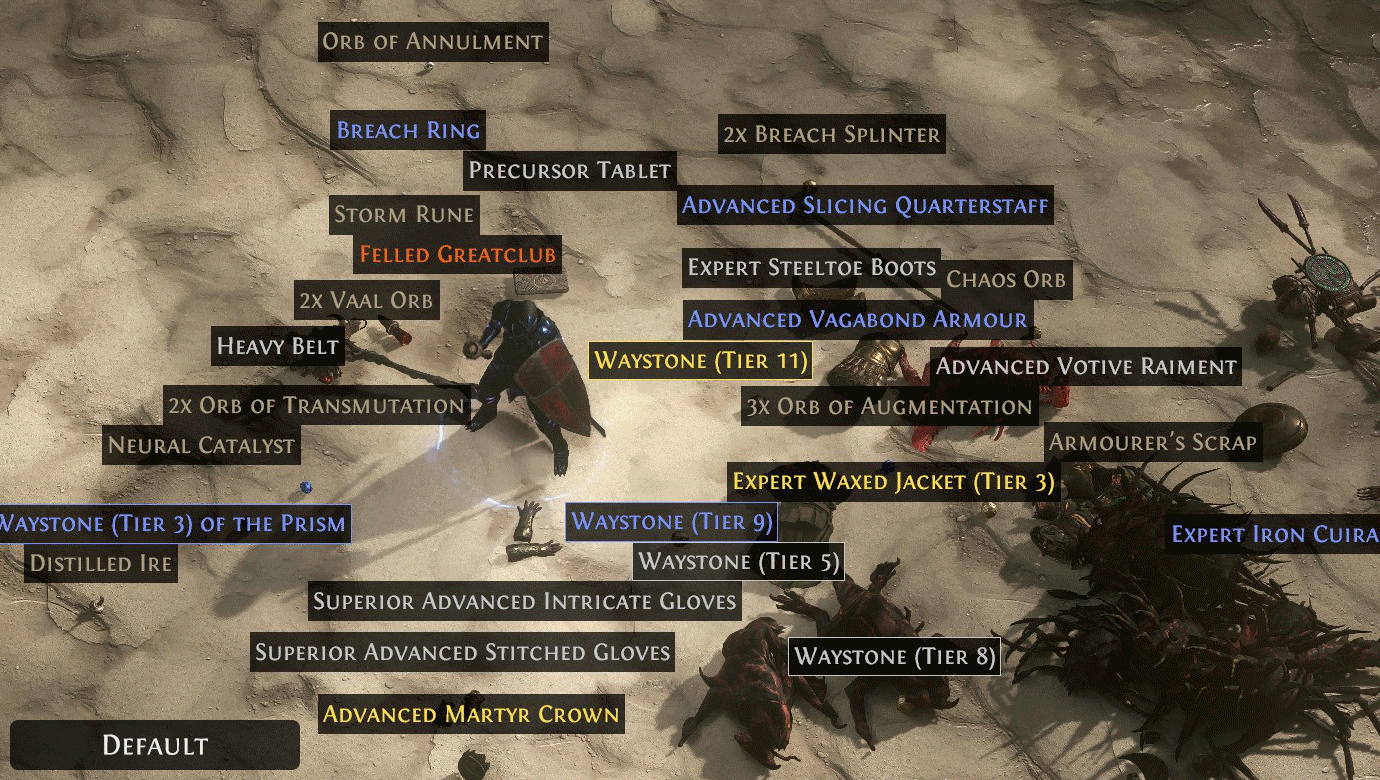 Orb of Annulment
Breach Ring
2x Breach Splinter
Precursor Tablet
Advanced Slicing Quarterstaff
Storm Rune
Felled Greatclub
Expert Steeltoe Boots
Chaos Orb
2x Vaal Orb
Advanced Vagabond Armour
Heavy Belt
Waystone (Tier 11)
Advanced Votive Raiment
2x Orb of Transmutation
3x Orb of Augmentation
Neural Catalyst
Armourer's Scrap
Expert Waxed Jacket (Tier 3)
Waystone (Tier 3) of the Prism
Waystone (Tier 9)
Expert Iron Cuira
Distilled Ire
Waystone (Tier 5)
Superior Advanced Intricate Gloves
Superior Advanced Stitched Gloves
Waystone (Tier 8)
Advanced Martyr Crown
Default